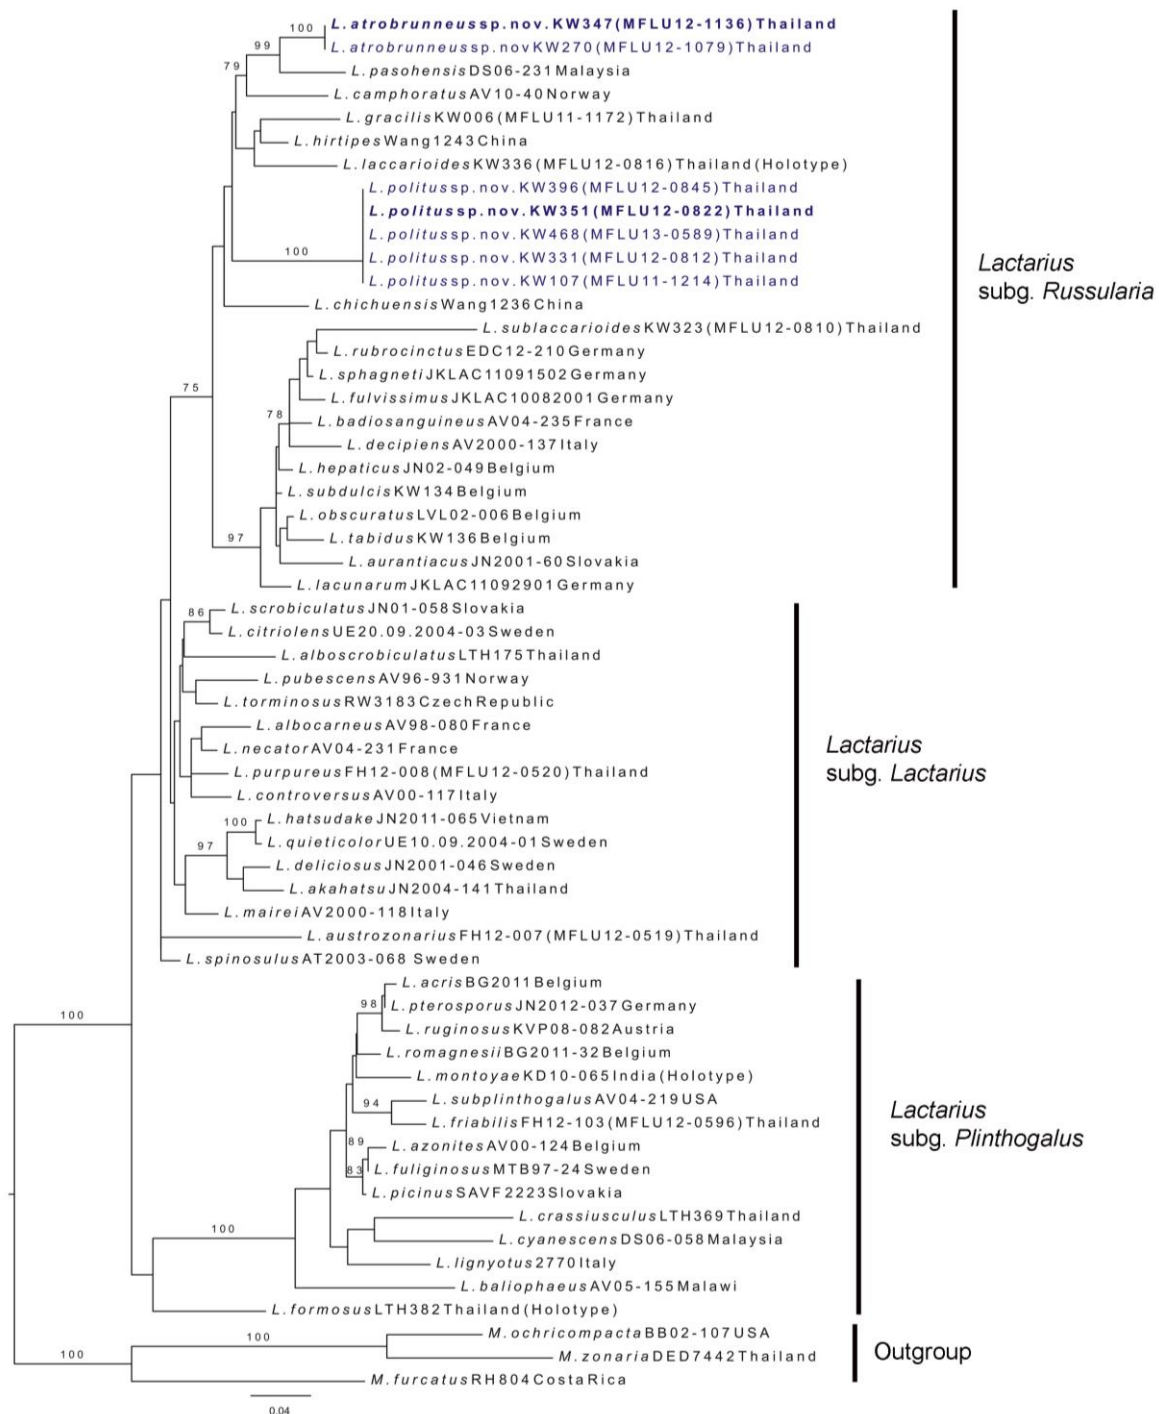 100
L. atrobrunneus sp. nov. KW347 (MFLU12-1136) Thailand
99
L. atrobrunneus sp. nov KW270 (MFLU12-1079) Thailand
79
L. pasohensis DS06-231 Malaysia
L. camphoratus AV10-40 Norway
L. gracilis KW006 (MFLU11-1172) Thailand
L. hirtipes Wang1243 China
L. laccarioides KW336 (MFLU12-0816) Thailand (Holotype)
L. politus sp. nov. KW396 (MFLU12-0845) Thailand
L. politus sp. nov. KW351 (MFLU12-0822) Thailand
L. politus sp. nov. KW468 (MFLU13-0589) Thailand
100
L. politus sp. nov. KW331 (MFLU12-0812) Thailand
L. politus sp. nov. KW107 (MFLU11-1214) Thailand
Lactarius
subg. Russularia
L. chichuensis Wang1236 China
L. sublaccarioides KW323 (MFLU12-0810) Thailand
L. rubrocinctus EDC12-210 Germany
L. sphagneti JKLAC11091502 Germany
75
L. fulvissimus JKLAC10082001 Germany
78
L. badiosanguineus AV04-235 France
L. decipiens AV2000-137 Italy
L. hepaticus JN02-049 Belgium
L. subdulcis KW134 Belgium
L. obscuratus LVL02-006 Belgium
97
L. tabidus KW136 Belgium
L. aurantiacus JN2001-60 Slovakia
L. lacunarum JKLAC11092901 Germany
86
L. scrobiculatus JN01-058 Slovakia
L. citriolens UE20.09.2004-03 Sweden
L. alboscrobiculatus LTH175 Thailand
L. pubescens AV96-931 Norway
L. torminosus RW3183 Czech Republic
L. albocarneus AV98-080 France
L. necator AV04-231 France
Lactarius
subg. Lactarius
L. purpureus FH12-008 (MFLU12-0520) Thailand
L. controversus AV00-117 Italy
100
L. hatsudake JN2011-065 Vietnam
97
L. quieticolor UE10.09.2004-01 Sweden
L. deliciosus JN2001-046 Sweden
L. akahatsu JN2004-141 Thailand
L. mairei AV2000-118 Italy
L. austrozonarius FH12-007 (MFLU12-0519) Thailand
L. spinosulus AT2003-068 Sweden
L. acris BG2011 Belgium
98
L. pterosporus JN2012-037 Germany
100
L. ruginosus KVP08-082 Austria
L. romagnesii BG2011-32 Belgium
L. montoyae KD10-065 India (Holotype)
94
L. subplinthogalus AV04-219 USA
L. friabilis FH12-103 (MFLU12-0596) Thailand
Lactarius
subg. Plinthogalus
89
L. azonites AV00-124 Belgium
83
L. fuliginosus MTB97-24 Sweden
L. picinus SAVF2223 Slovakia
L. crassiusculus LTH369 Thailand
100
L. cyanescens DS06-058 Malaysia
L. lignyotus 2770 Italy
L. baliophaeus AV05-155 Malawi
L. formosus LTH382 Thailand (Holotype)
100
M. ochricompacta BB02-107 USA
100
M. zonaria DED7442 Thailand
Outgroup
M. furcatus RH804 Costa Rica
0.04